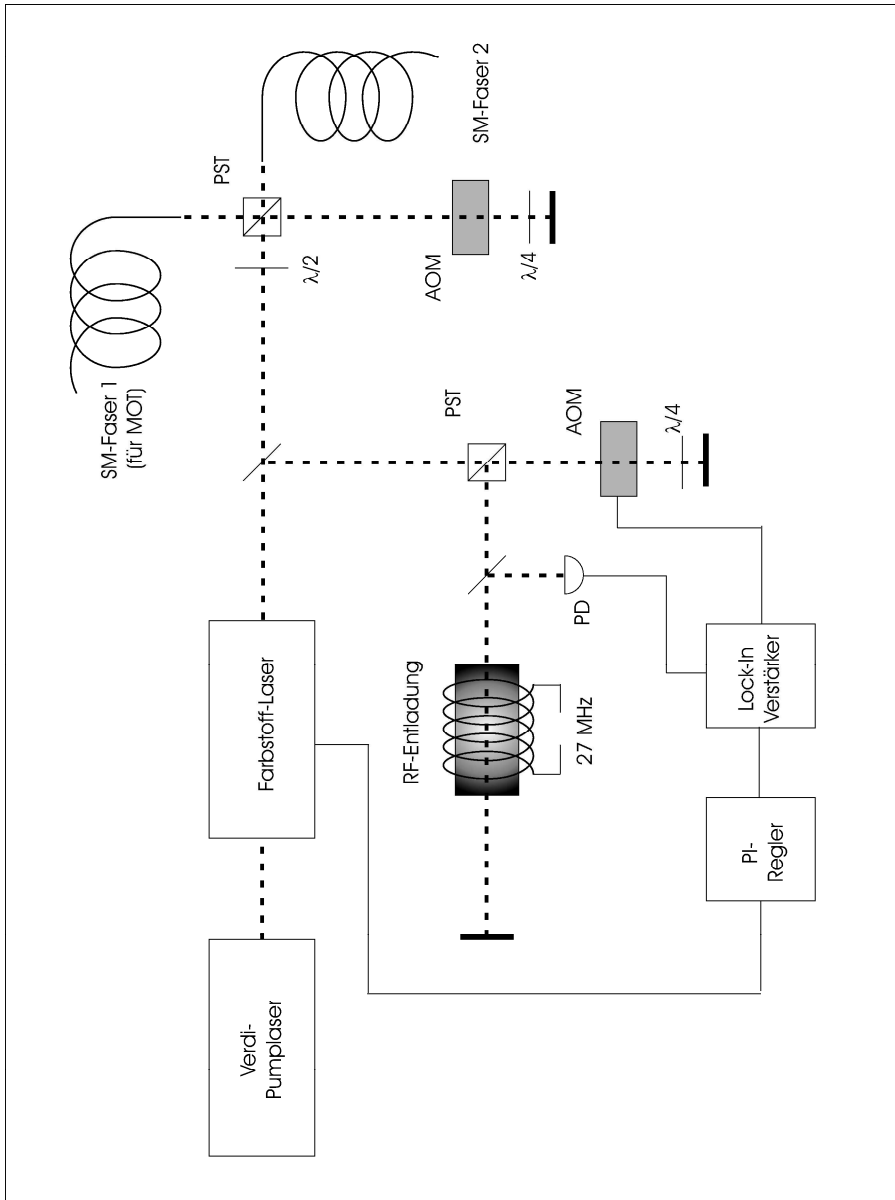 Verdi-
Pumplaser
Farbstoff-Laser
SM-Faser 1
(für MOT)
λ/2
PST
SM-Faser 2
AOM
λ/4
RF-Entladung
27 MHz
PD
PST
AOM
λ/4
PI-
Regler
Lock-In
Verstärker